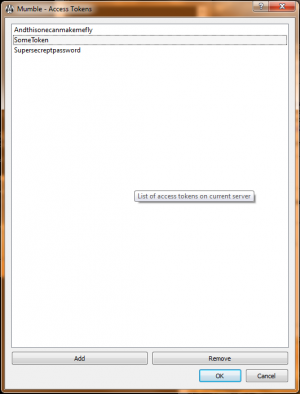 Mumble - Access Tokens
Andthisonecanmakemefly
SomeToken
Supersecreptpassword
List of access tokens on current server
Add
Remove
OK
Cancel